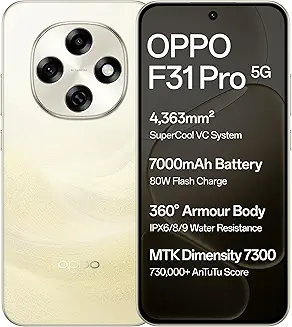 OPPO
F31 Pro 5G
4,363mm²
SuperCool VC System
7000mAh Battery
80W Flash Charge
360° Armour Body
IPX6/8/9 Water Resistance
MTK Dimensity 7300
730,000+ AnTuTu Score
oppo